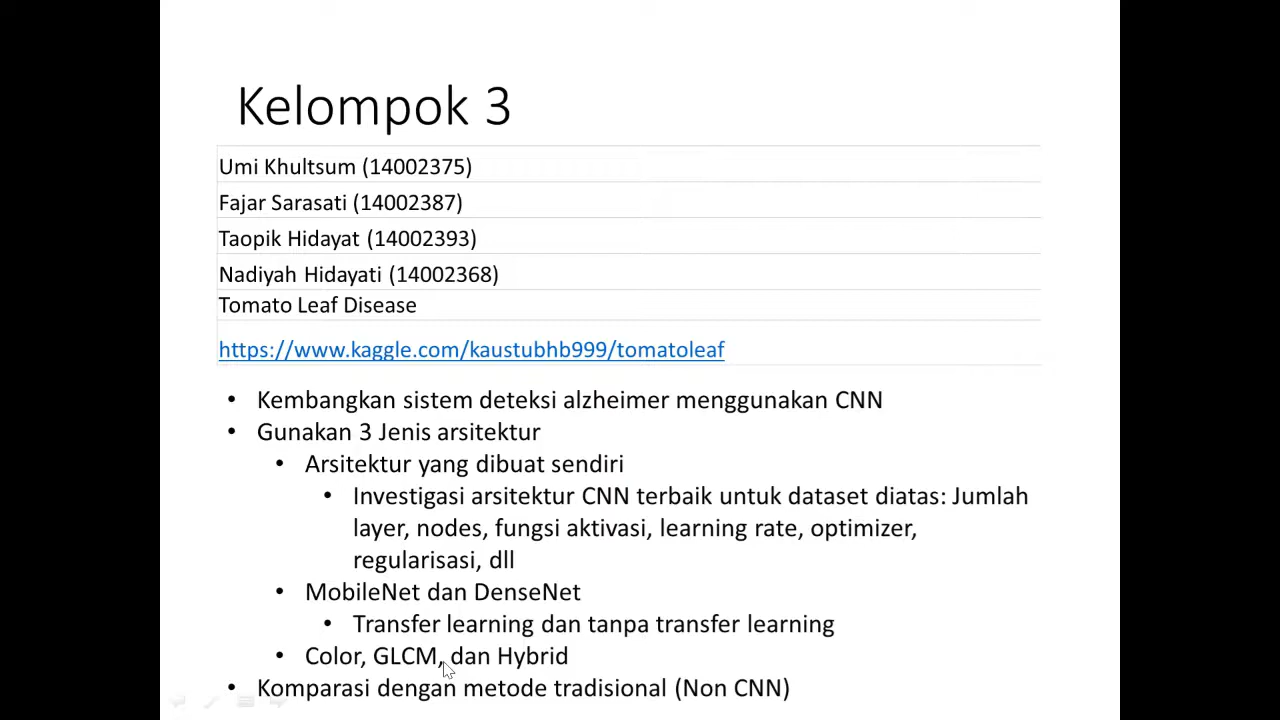 Kelompok 3
Umi Khultsum (14002375)
Fajar Sarasati (14002387)
Taopik Hidayat (14002393)
Nadiyah Hidayati (14002368)
Tomato Leaf Disease
https://www.kaggle.com/kaustubhb999/tomatoleaf
• Kembangkan sistem deteksi alzheimer menggunakan CNN
• Gunakan 3 Jenis arsitektur
• Arsitektur yang dibuat sendiri
• Investigasi arsitektur CNN terbaik untuk dataset diatas: Jumlah
layer, nodes, fungsi aktivasi, learning rate, optimizer,
regularisasi, dll
• MobileNet dan DenseNet
• Transfer learning dan tanpa transfer learning
• Color, GLCM, dan Hybrid
• Komparasi dengan metode tradisional (Non CNN)